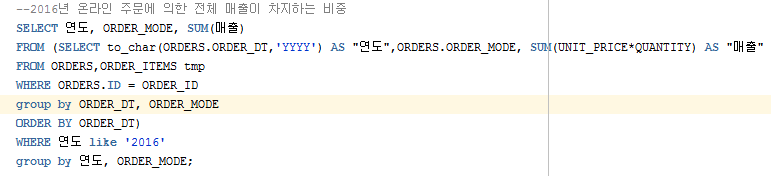 --2016년 온라인 주문에 의한 전체 매출이 차지하는 비중
SELECT 연도, ORDER_MODE, SUM(매출)
FROM (SELECT to_char(ORDERS.ORDER_DT,'YYYY') AS "연도",ORDERS.ORDER_MODE, SUM(UNIT_PRICE*QUANTITY) AS "매출"
FROM ORDERS,ORDER_ITEMS tmp
WHERE ORDERS.ID = ORDER_ID
group by ORDER_DT, ORDER_MODE
ORDER BY ORDER_DT)
WHERE 연도 like '2016'
group by 연도, ORDER_MODE;